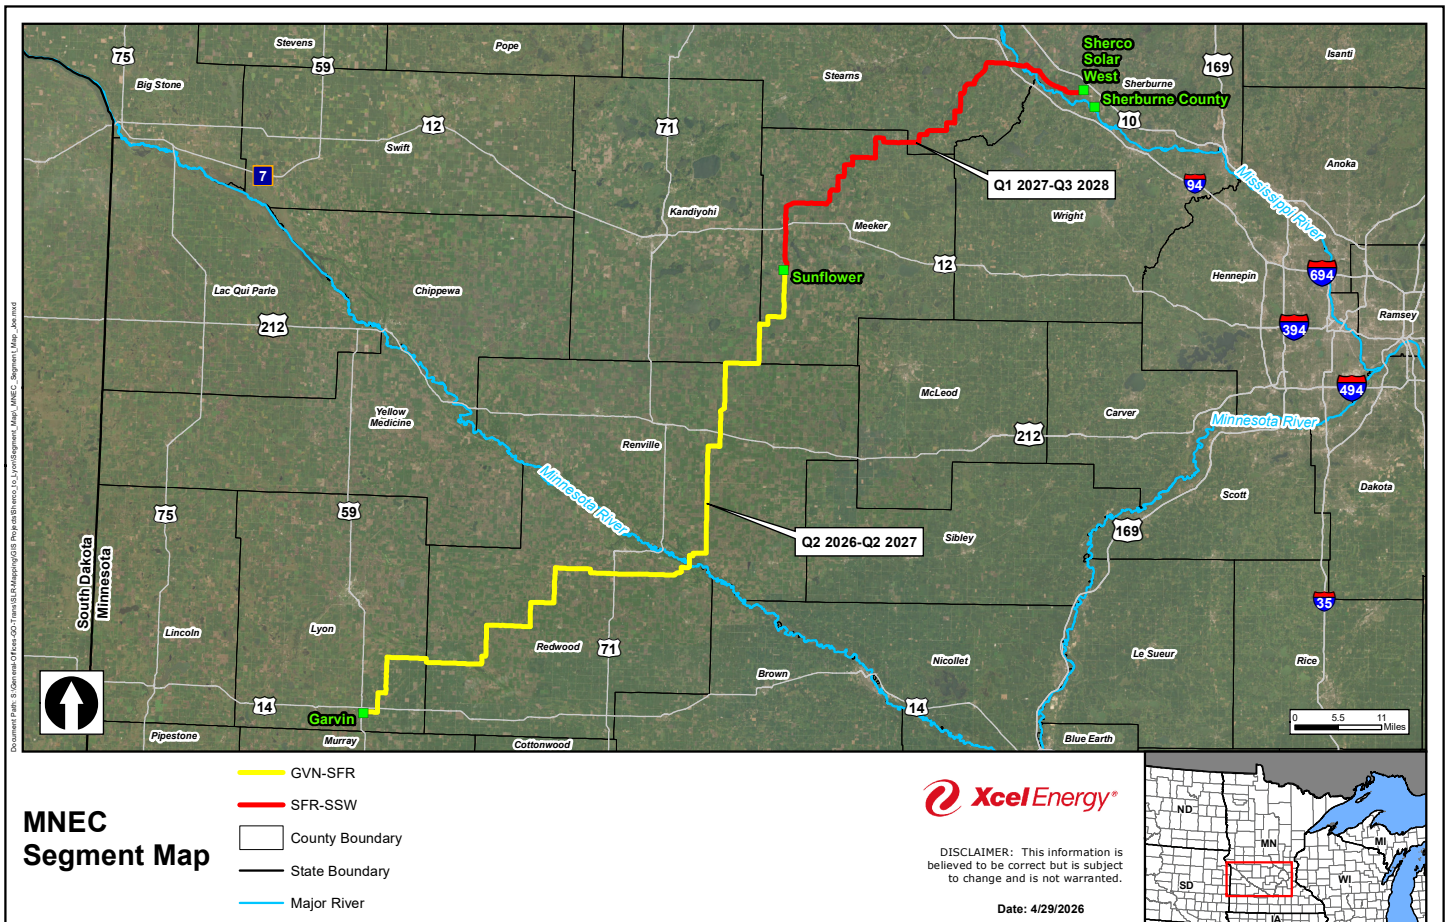 Stevens
Pope
Isanti
75
59
Big Stone
Stearns
Sherco
Solar
West
169
Sherburne
Sherburne County
10
12
71
Swift
7
Anoka
Q1 2027-Q3 2028
94
Mississippi River
Kandiyohi
Meeker
Wright
12
Hennepin
694
Sunflower
Lac Qui Parle
Chippewa
212
394
Ramsey
McLeod
494
Yellow
Medicine
Carver
Minnesota River
212
Renville
Minnesota River
Dakota
Scott
75
59
169
Sibley
Q2 2026-Q2 2027
South Dakota
Minnesota
35
Lincoln
Lyon
Redwood
71
Le Sueur
Nicollet
Rice
Brown
14
Garvin
14
0 5.5 11
Miles
Pipestone
Murray
Cottonwood
Blue Earth
MNEC
Segment Map
GVN-SFR
SFR-SSW
County Boundary
State Boundary
Major River
Xcel Energy®
DISCLAIMER: This information is
believed to be correct but is subject
to change and is not warranted.
Date: 4/29/2026
ND
MN
MI
SD
WI
IA